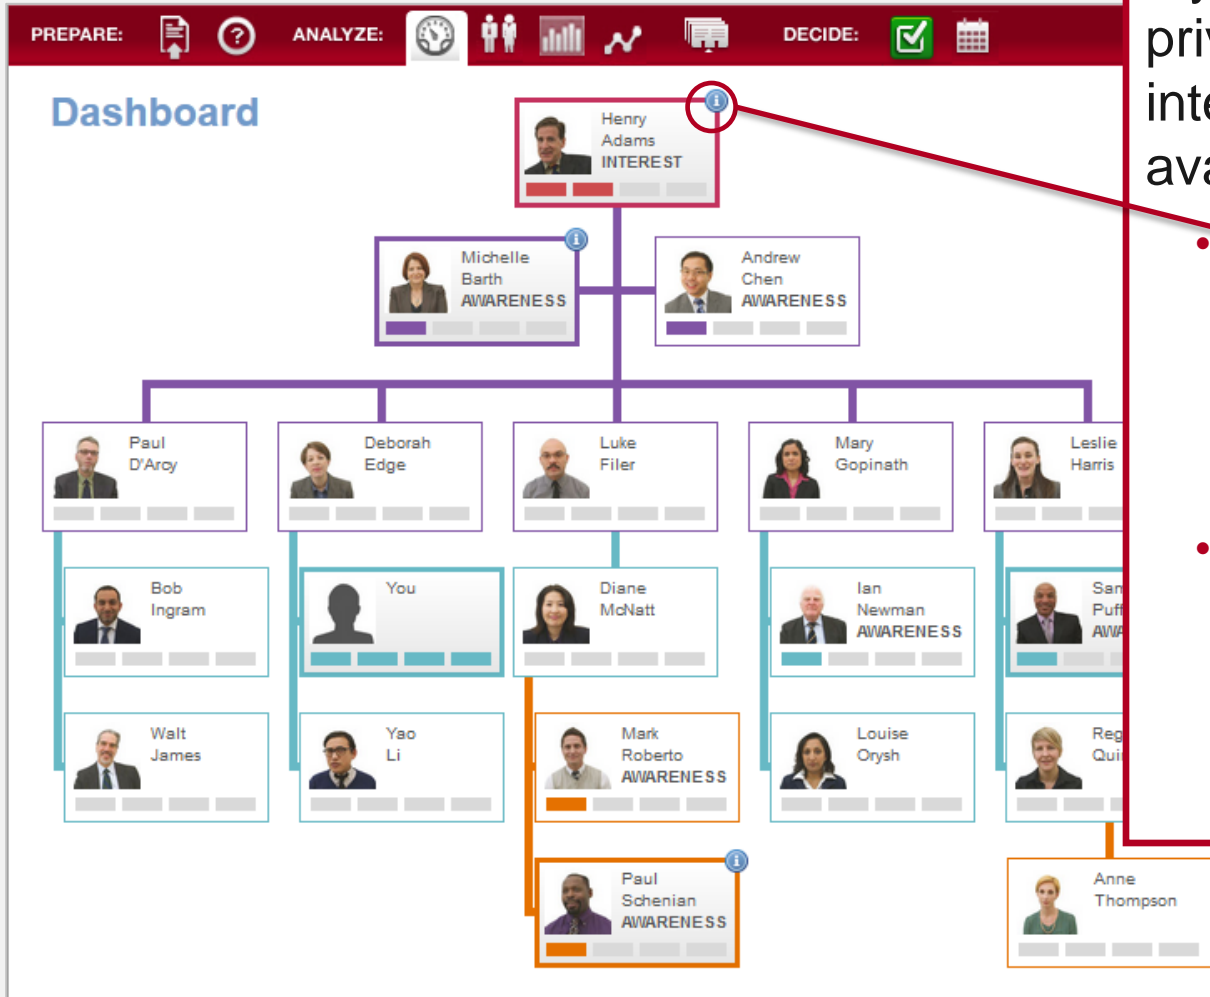 PREPARE:
ANALYZE:
DECIDE:
Dashboard
Henry
Adams
INTEREST
Michelle
Barth
AWARENESS
Andrew
Chen
AWARENESS
Paul
D'Arcy
Deborah
Edge
Luke
Filer
Mary
Gopinath
Leslie
Harris
Bob
Ingram
You
Diane
McNatt
Ian
Newman
AWARENESS
Walt
James
Yao
Li
Mark
Roberto
AWARENESS
Louise
Orysh
Paul
Schenian
AWARENESS
Anne
Thompson